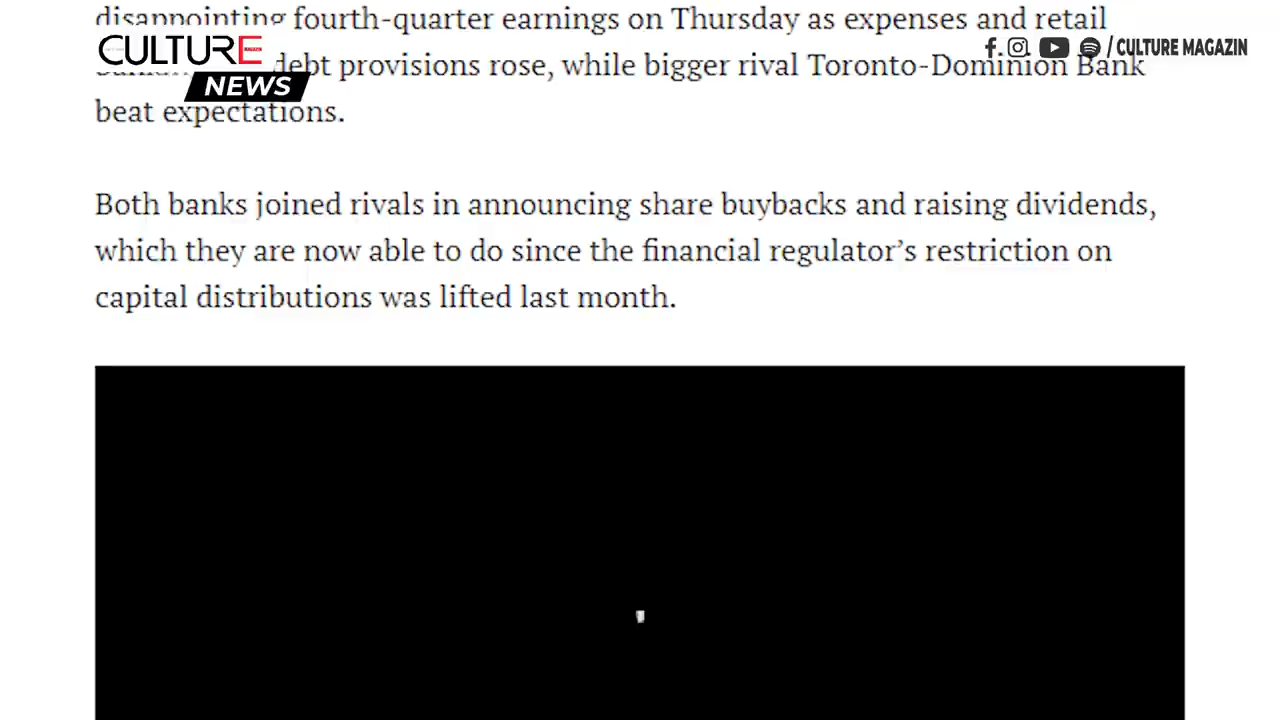 disappointing fourth-quarter earnings on Thursday as expenses and retail
CULTURE
MAGAZIN
/ CULTURE MAGAZIN
debt provisions rose, while bigger rival Toronto-Dominion Bank
NEWS
beat expectations.
Both banks joined rivals in announcing share buybacks and raising dividends,
which they are now able to do since the financial regulator’s restriction on
capital distributions was lifted last month.